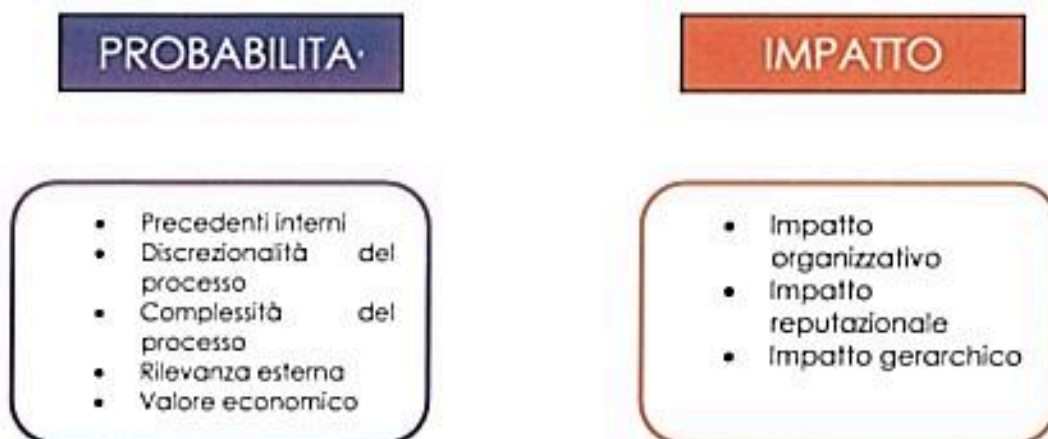 PROBABILITA·
IMPATTO
• Precedenti interni
• Discrezionalità del
processo
• Complessità del
processo
• Rilevanza esterna
• Valore economico
• Impatto
organizzativo
• Impatto
reputazionale
• Impatto gerarchico